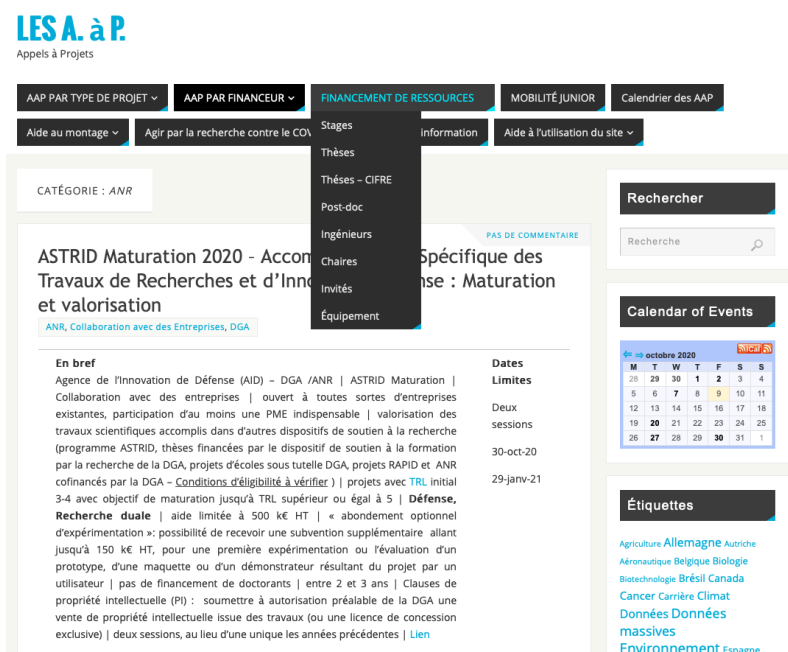 LES A. à P.
Appels à Projets
AAP PAR TYPE DE PROJET
AAP PAR FINANCEUR
FINANCEMENT DE RESSOURCES
MOBILITÉ JUNIOR
Calendrier des AAP
Aide au montage
Agir par la recherche contre le COV
information
Aide à l'utilisation du site
Stages
Thèses
Théses – CIFRE
Post-doc
Ingénieurs
Chaires
Invités
Équipement
CATÉGORIE : ANR
PAS DE COMMENTAIRE
ASTRID Maturation 2020 – Accom Spécifique des
Travaux de Recherches et d'Inno nse : Maturation
et valorisation
ANR, Collaboration avec des Entreprises, DGA
En bref
Agence de l'Innovation de Défense (AID) – DGA /ANR | ASTRID Maturation |
Collaboration avec des entreprises | ouvert à toutes sortes d'entreprises
existantes, participation d'au moins une PME indispensable | valorisation des
travaux scientifiques accomplis dans d'autres dispositifs de soutien à la recherche
(programme ASTRID, thèses financées par le dispositif de soutien à la formation
par la recherche de la DGA, projets d'écoles sous tutelle DGA, projets RAPID et ANR
cofinancés par la DGA – Conditions d'éligibilité à vérifier ) | projets avec TRL initial
3-4 avec objectif de maturation jusqu'à TRL supérieur ou égal à 5 | Défense,
Recherche duale | aide limitée à 500 k€ HT | « abondement optionnel
d'expérimentation »: possibilité de recevoir une subvention supplémentaire allant
jusqu'à 150 k€ HT, pour une première expérimentation ou l'évaluation d'un
prototype, d'une maquette ou d'un démonstrateur résultant du projet par un
utilisateur | pas de financement de doctorants | entre 2 et 3 ans | Clauses de
propriété intellectuelle (PI) : soumettre à autorisation préalable de la DGA une
vente de propriété intellectuelle issue des travaux (ou une licence de concession
exclusive) | deux sessions, au lieu d'une unique les années précédentes | Lien
Dates
Limites
Deux
sessions
30-oct-20
29-janv-21
Rechercher
Recherche
Calendar of Events
octobre 2020
iCal
M T W T F S S
28 29 30 1 2 3 4
5 6 7 8 9 10 11
12 13 14 15 16 17 18
19 20 21 22 23 24 25
26 27 28 29 30 31 1
Étiquettes
Agriculture Allemagne Autriche
Aéronautique Belgique Biologie
Biotechnologie Brésil Canada
Cancer Carrière Climat
Données Données
massives
Environnement Espagne